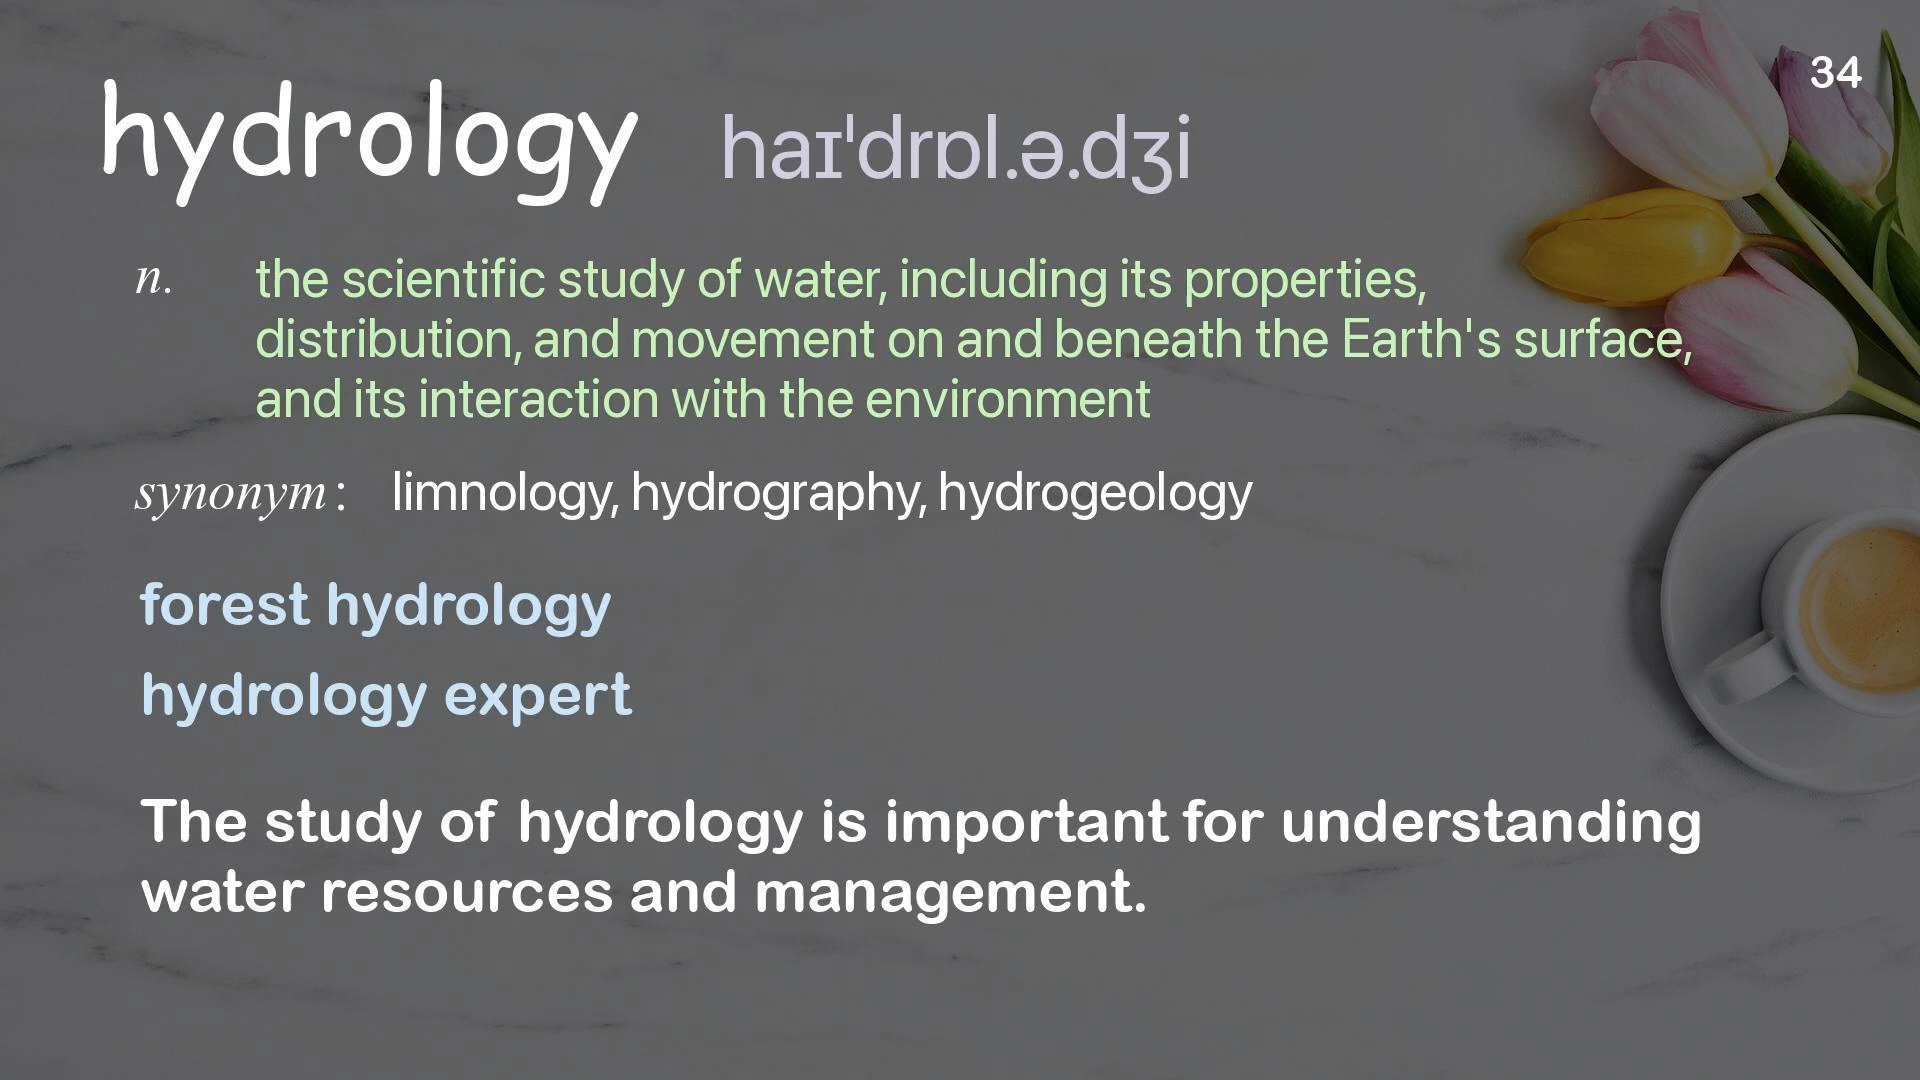 34
hydrology haɪˈdrɒl.ə.dʒi
n. the scientific study of water, including its properties,
distribution, and movement on and beneath the Earth's surface,
and its interaction with the environment
synonym: limnology, hydrography, hydrogeology
forest hydrology
hydrology expert
The study of hydrology is important for understanding
water resources and management.